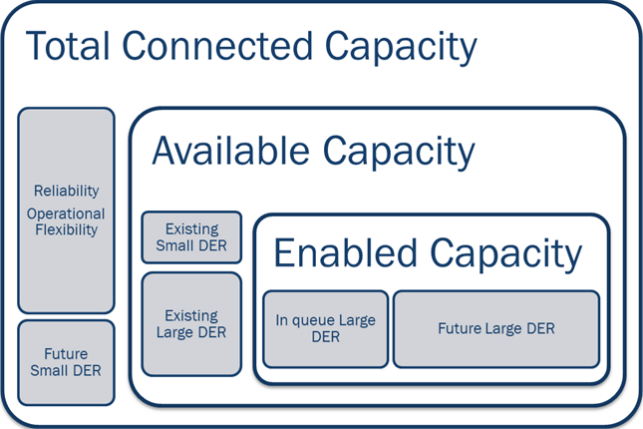 Total Connected Capacity
Reliability
Operational
Flexibility
Future
Small DER
Available Capacity
Existing
Small DER
Existing
Large DER
Enabled Capacity
In queue Large
DER
Future Large DER